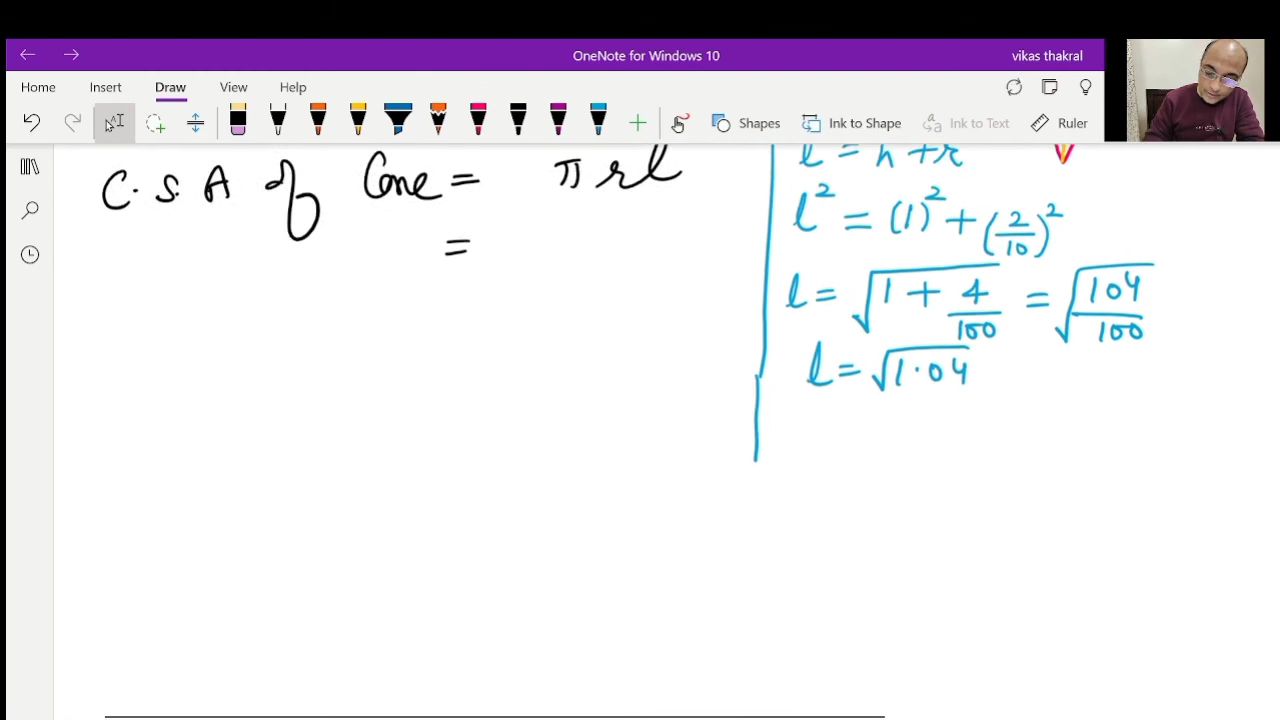 OneNote for Windows 10
vikas thakral
Home Insert Draw View Help
Shapes Ink to Shape Ink to Text Ruler
C.S.A of Cone = πrl
=
l = h + r
l² = (1)² + (2/10)²
l = √(1 + 4/100) = √(104/100)
l = √1.04